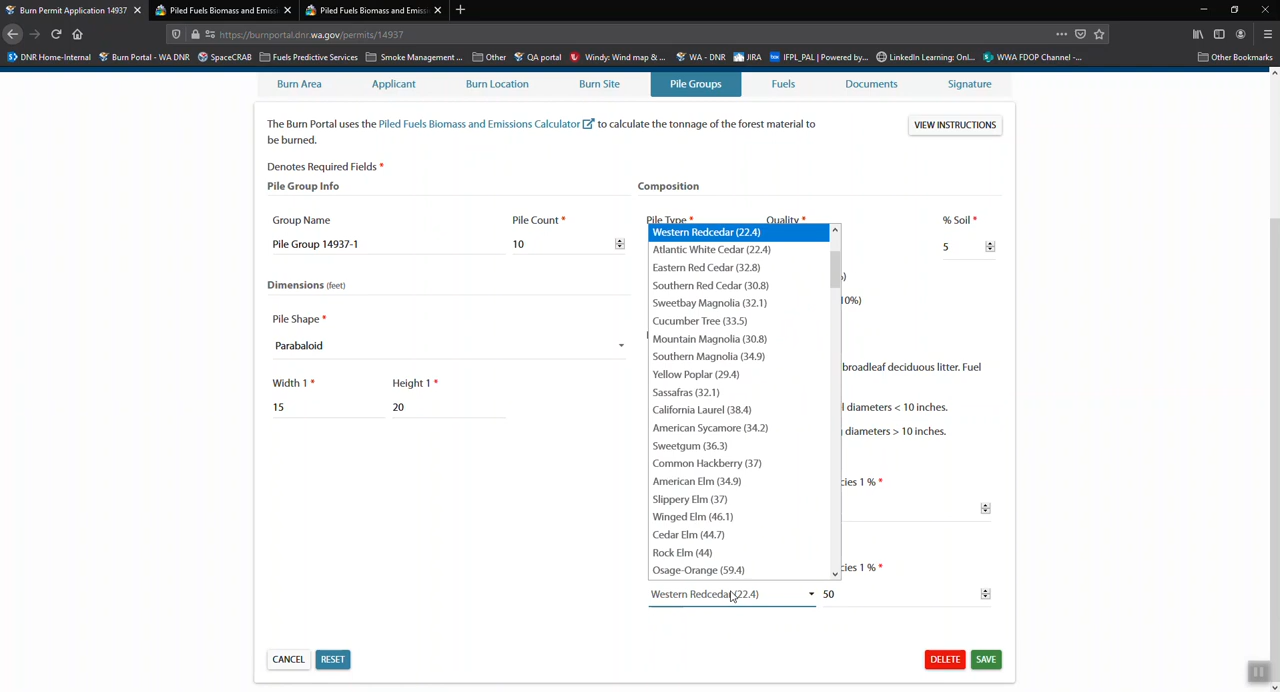 Burn Permit Application 14937
Piled Fuels Biomass and Emissi
Piled Fuels Biomass and Emissi
https://burnportal.dnr.wa.gov/permits/14937
DNR Home-Internal Burn Portal - WA DNR SpaceCRAB Fuels Predictive Services Smoke Management ... Other QA portal Windy: Wind map & ... WA - DNR JIRA IFPL_PAL | Powered by... LinkedIn Learning: Onl... WWA FDOP Channel -... Other Bookmarks
Burn Area Applicant Burn Location Burn Site Pile Groups Fuels Documents Signature
The Burn Portal uses the Piled Fuels Biomass and Emissions Calculator to calculate the tonnage of the forest material to
be burned.
VIEW INSTRUCTIONS
Denotes Required Fields *
Pile Group Info
Composition
Group Name Pile Count * Pile Type * Quality * % Soil *
Pile Group 14937-1 10 5
Dimensions (feet)
Pile Shape *
Parabaloid
Width 1 * Height 1 *
15 20
Western Redcedar (22.4)
Atlantic White Cedar (22.4)
Eastern Red Cedar (32.8)
Southern Red Cedar (30.8)
Sweetbay Magnolia (32.1)
Cucumber Tree (33.5)
Mountain Magnolia (30.8)
Southern Magnolia (34.9)
Yellow Poplar (29.4)
Sassafras (32.1)
California Laurel (38.4)
American Sycamore (34.2)
Sweetgum (36.3)
Common Hackberry (37)
American Elm (34.9)
Slippery Elm (37)
Winged Elm (46.1)
Cedar Elm (44.7)
Rock Elm (44)
Osage-Orange (59.4)
%)
10%)
broadleaf deciduous litter. Fuel
diameters < 10 inches.
diameters > 10 inches.
cies 1 % *
cies 1 % *
Western Redcedar (22.4) 50
CANCEL RESET DELETE SAVE